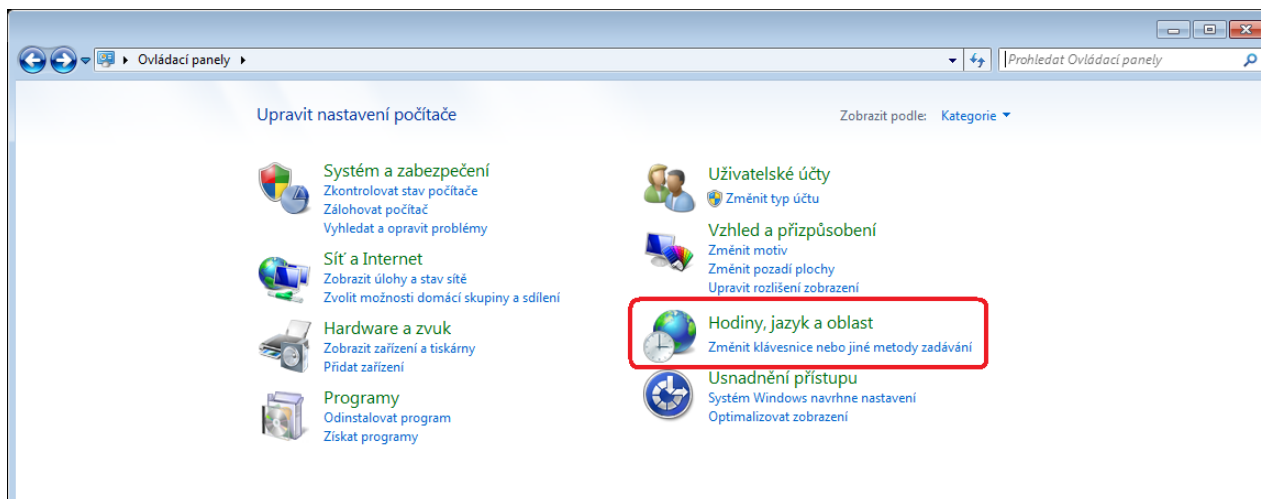 Ovládací panely
Prohledat Ovládací panely
Upravit nastavení počítače
Zobrazit podle: Kategorie
Systém a zabezpečení
Zkontrolovat stav počítače
Zálohovat počítač
Vyhledat a opravit problémy
Síť a Internet
Zobrazit úlohy a stav sítě
Zvolit možnosti domácí skupiny a sdílení
Hardware a zvuk
Zobrazit zařízení a tiskárny
Přidat zařízení
Programy
Odinstalovat program
Získat programy
Uživatelské účty
Změnit typ účtu
Vzhled a přizpůsobení
Změnit motiv
Změnit pozadí plochy
Upravit rozlišení zobrazení
Hodiny, jazyk a oblast
Změnit klávesnice nebo jiné metody zadávání
Usnadnění přístupu
Systém Windows navrhne nastavení
Optimalizovat zobrazení